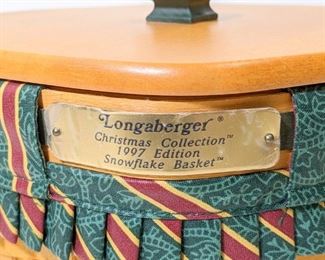 Longaberger®
Christmas Collection™
1997 Edition
Snowflake Basket™